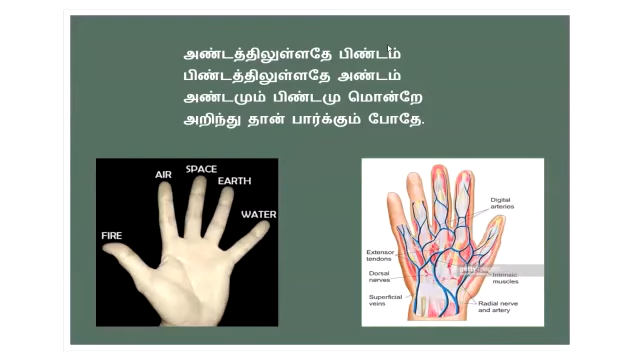 அண்டத்திலுள்ளதே பிண்டம்
பிண்டத்திலுள்ளதே அண்டம்
அண்டமும் பிண்டமு மொன்றே
அறிந்து தான் பார்க்கும் போதே.
SPACE
AIR
EARTH
WATER
FIRE
Digital
arteries
Extensor
tendons
Dorsal
nerves
Intrinsic
muscles
Superficial
veins
Radial nerve
and artery